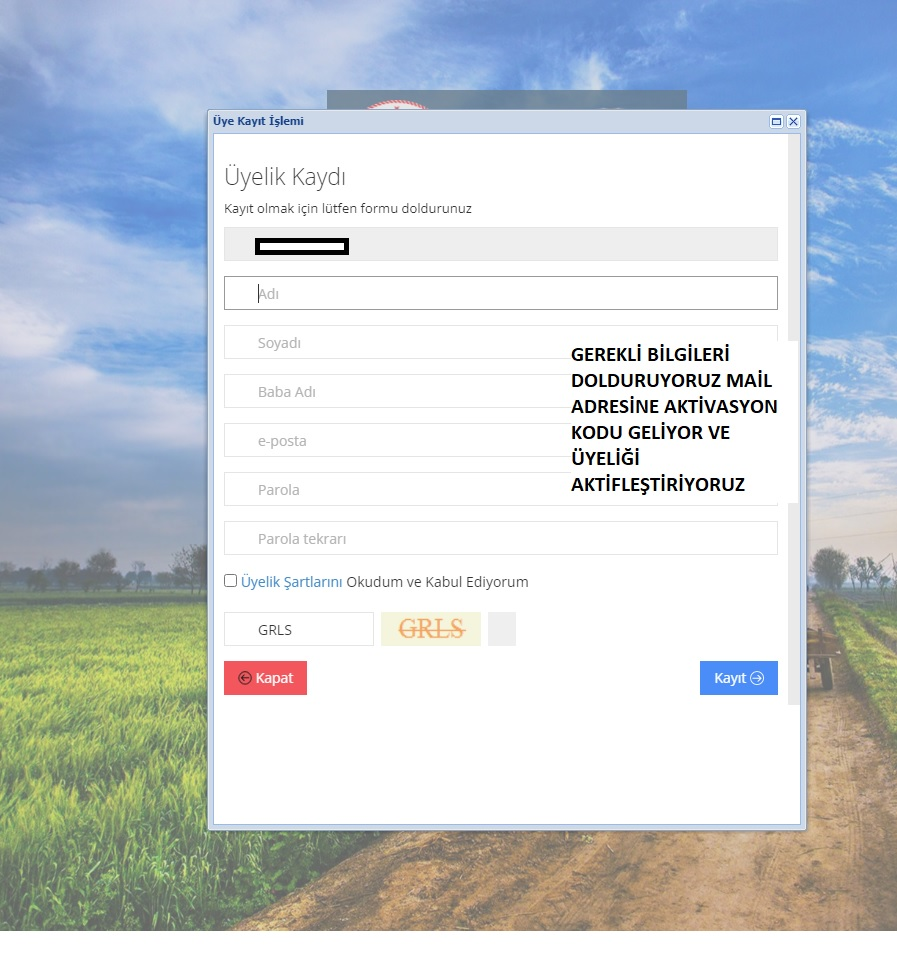 Üye Kayıt İşlemi
Üyelik Kaydı
Kayıt olmak için lütfen formu doldurunuz
Adı
Soyadı
Baba Adı
e-posta
Parola
Parola tekrarı
GEREKLİ BİLGİLERİ
DOLDURUYORUZ MAİL
ADRESİNE AKTİVASYON
KODU GELİYOR VE
ÜYELİĞİ
AKTİFLEŞTİRİYORUZ
Üyelik Şartlarını Okudum ve Kabul Ediyorum
GRLS GRLS
Kapat Kayıt